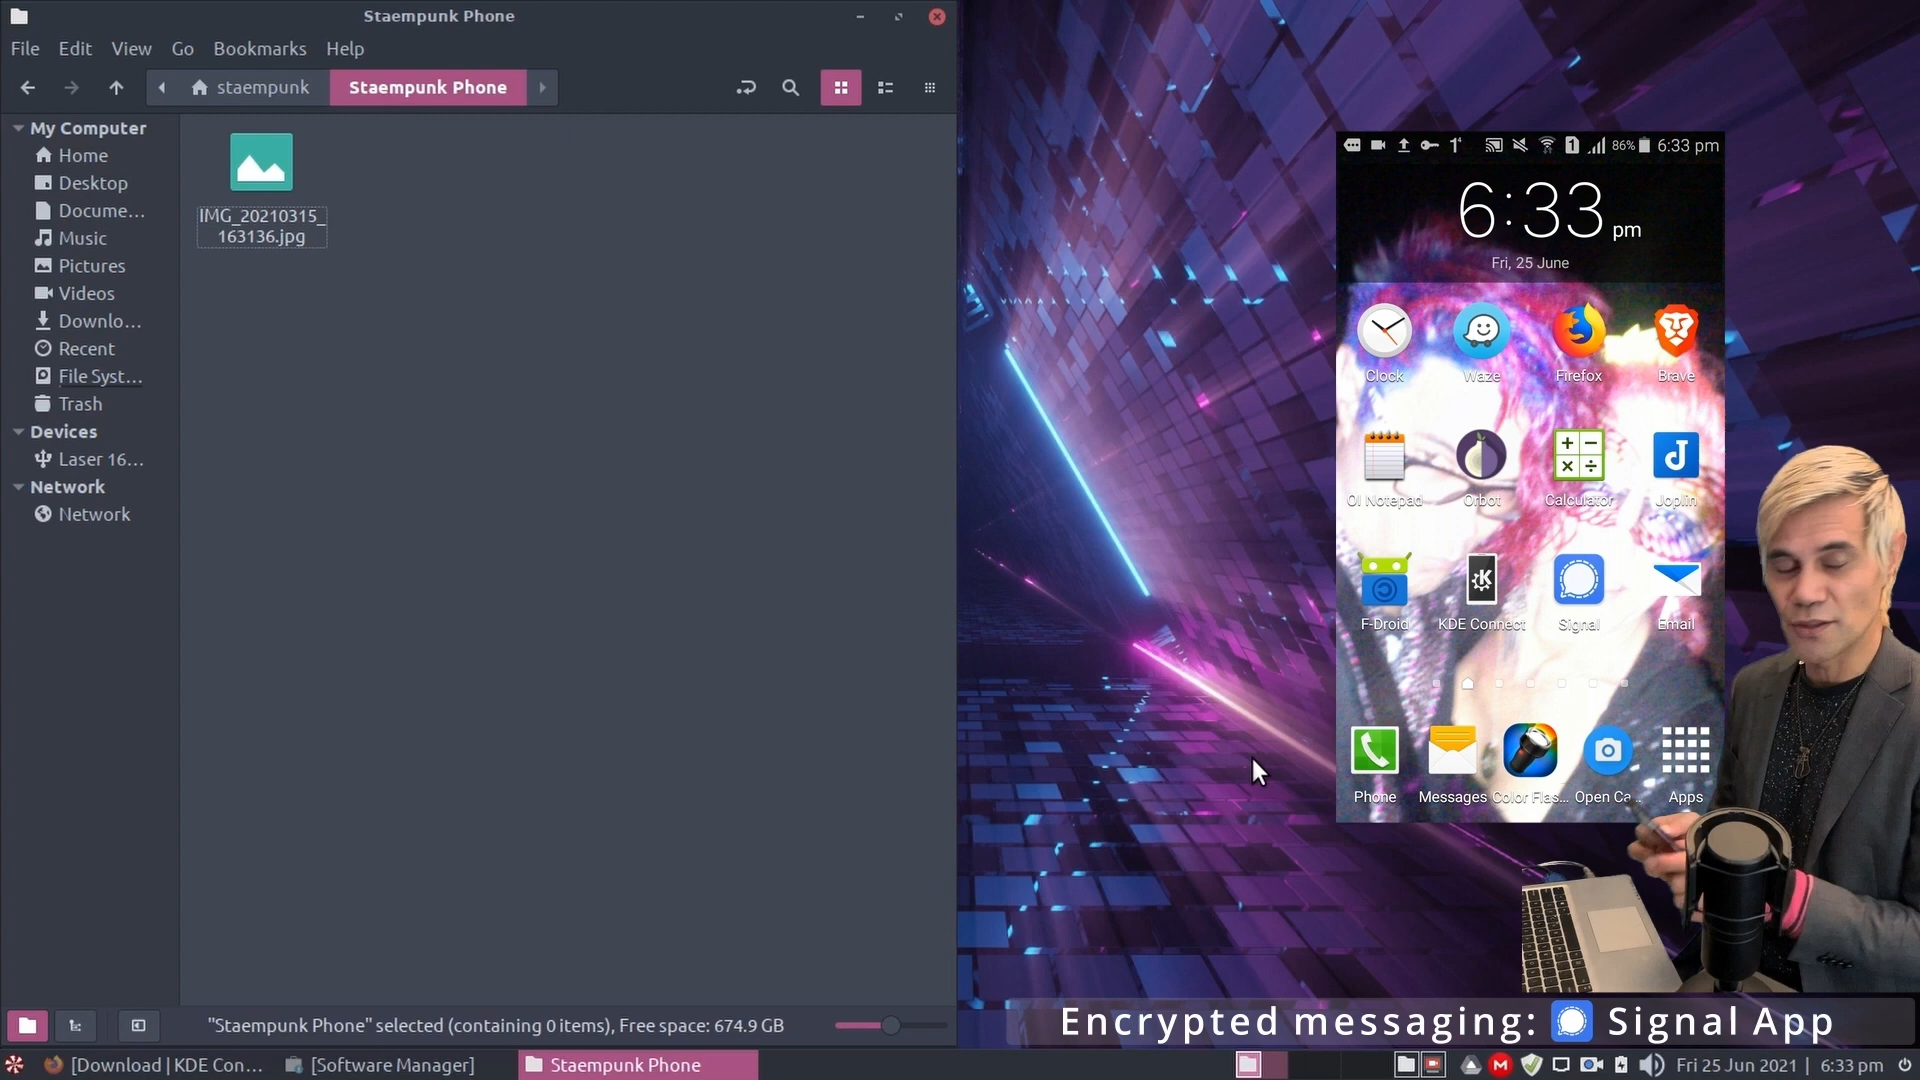 Staempunk Phone
File Edit View Go Bookmarks Help
staempunk Staempunk Phone
My Computer
Home
Desktop
Docume...
Music
Pictures
Videos
Downlo...
Recent
File Syst...
Trash
Devices
Laser 16...
Network
Network
IMG_20210315_
163136.jpg
"Staempunk Phone" selected (containing 0 items), Free space: 674.9 GB
1 86% 6:33 pm
6:33 pm
Fri, 25 June
Clock Waze Firefox Brave
OI Notepad Orbot Calculator Joplin
F-Droid KDE Connect Signal Email
Phone Messages Color Flas... Open Ca... Apps
Encrypted messaging: Signal App
[Download | KDE Con... [Software Manager] Staempunk Phone Fri 25 Jun 2021 | 6:33 pm